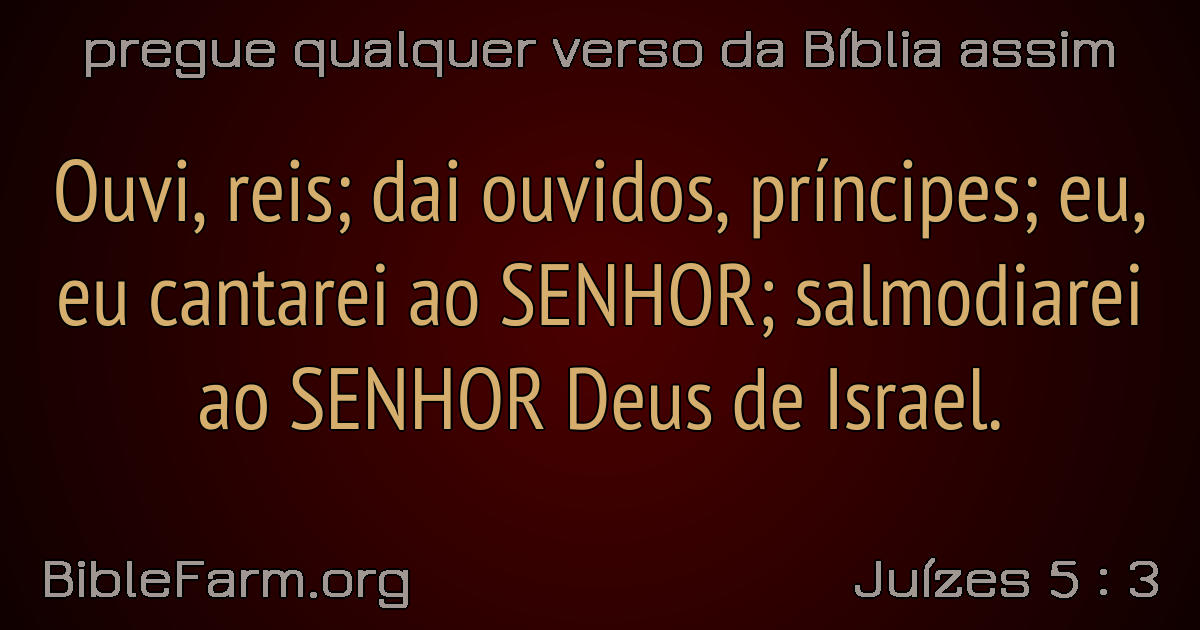 pregue qualquer verso da Bíblia assim
Ouvi, reis; dai ouvidos, príncipes; eu,
eu cantarei ao SENHOR; salmodiarei
ao SENHOR Deus de Israel.
BibleFarm.org
Juízes 5 : 3